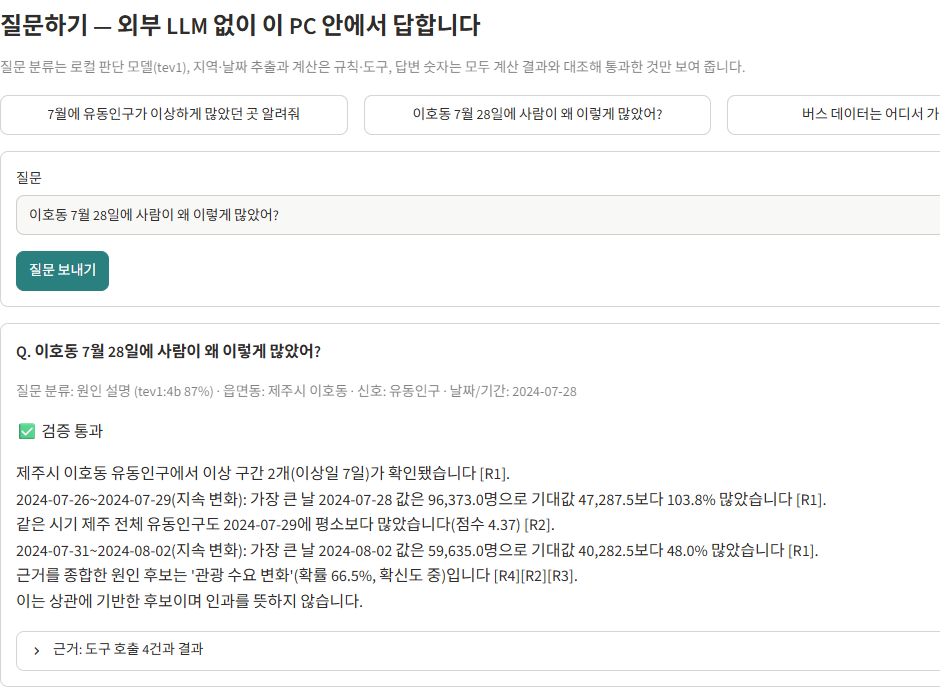 질문하기 — 외부 LLM 없이 이 PC 안에서 답합니다
질문 분류는 로컬 판단 모델(tev1), 지역·날짜 추출과 계산은 규칙·도구, 답변 숫자는 모두 계산 결과와 대조해 통과한 것만 보여 줍니다.
7월에 유동인구가 이상하게 많았던 곳 알려줘
이호동 7월 28일에 사람이 왜 이렇게 많았어?
버스 데이터는 어디서 가
질문
이호동 7월 28일에 사람이 왜 이렇게 많았어?
질문 보내기
Q. 이호동 7월 28일에 사람이 왜 이렇게 많았어?
질문 분류: 원인 설명 (tev1:4b 87%) · 읍면동: 제주시 이호동 · 신호: 유동인구 · 날짜/기간: 2024-07-28
✅ 검증 통과
제주시 이호동 유동인구에서 이상 구간 2개(이상일 7일)가 확인됐습니다 [R1].
2024-07-26~2024-07-29(지속 변화): 가장 큰 날 2024-07-28 값은 96,373.0명으로 기대값 47,287.5보다 103.8% 많았습니다 [R1].
같은 시기 제주 전체 유동인구도 2024-07-29에 평소보다 많았습니다(점수 4.37) [R2].
2024-07-31~2024-08-02(지속 변화): 가장 큰 날 2024-08-02 값은 59,635.0명으로 기대값 40,282.5보다 48.0% 많았습니다 [R1].
근거를 종합한 원인 후보는 '관광 수요 변화'(확률 66.5%, 확신도 중)입니다 [R4][R2][R3].
이는 상관에 기반한 후보이며 인과를 뜻하지 않습니다.
근거: 도구 호출 4건과 결과